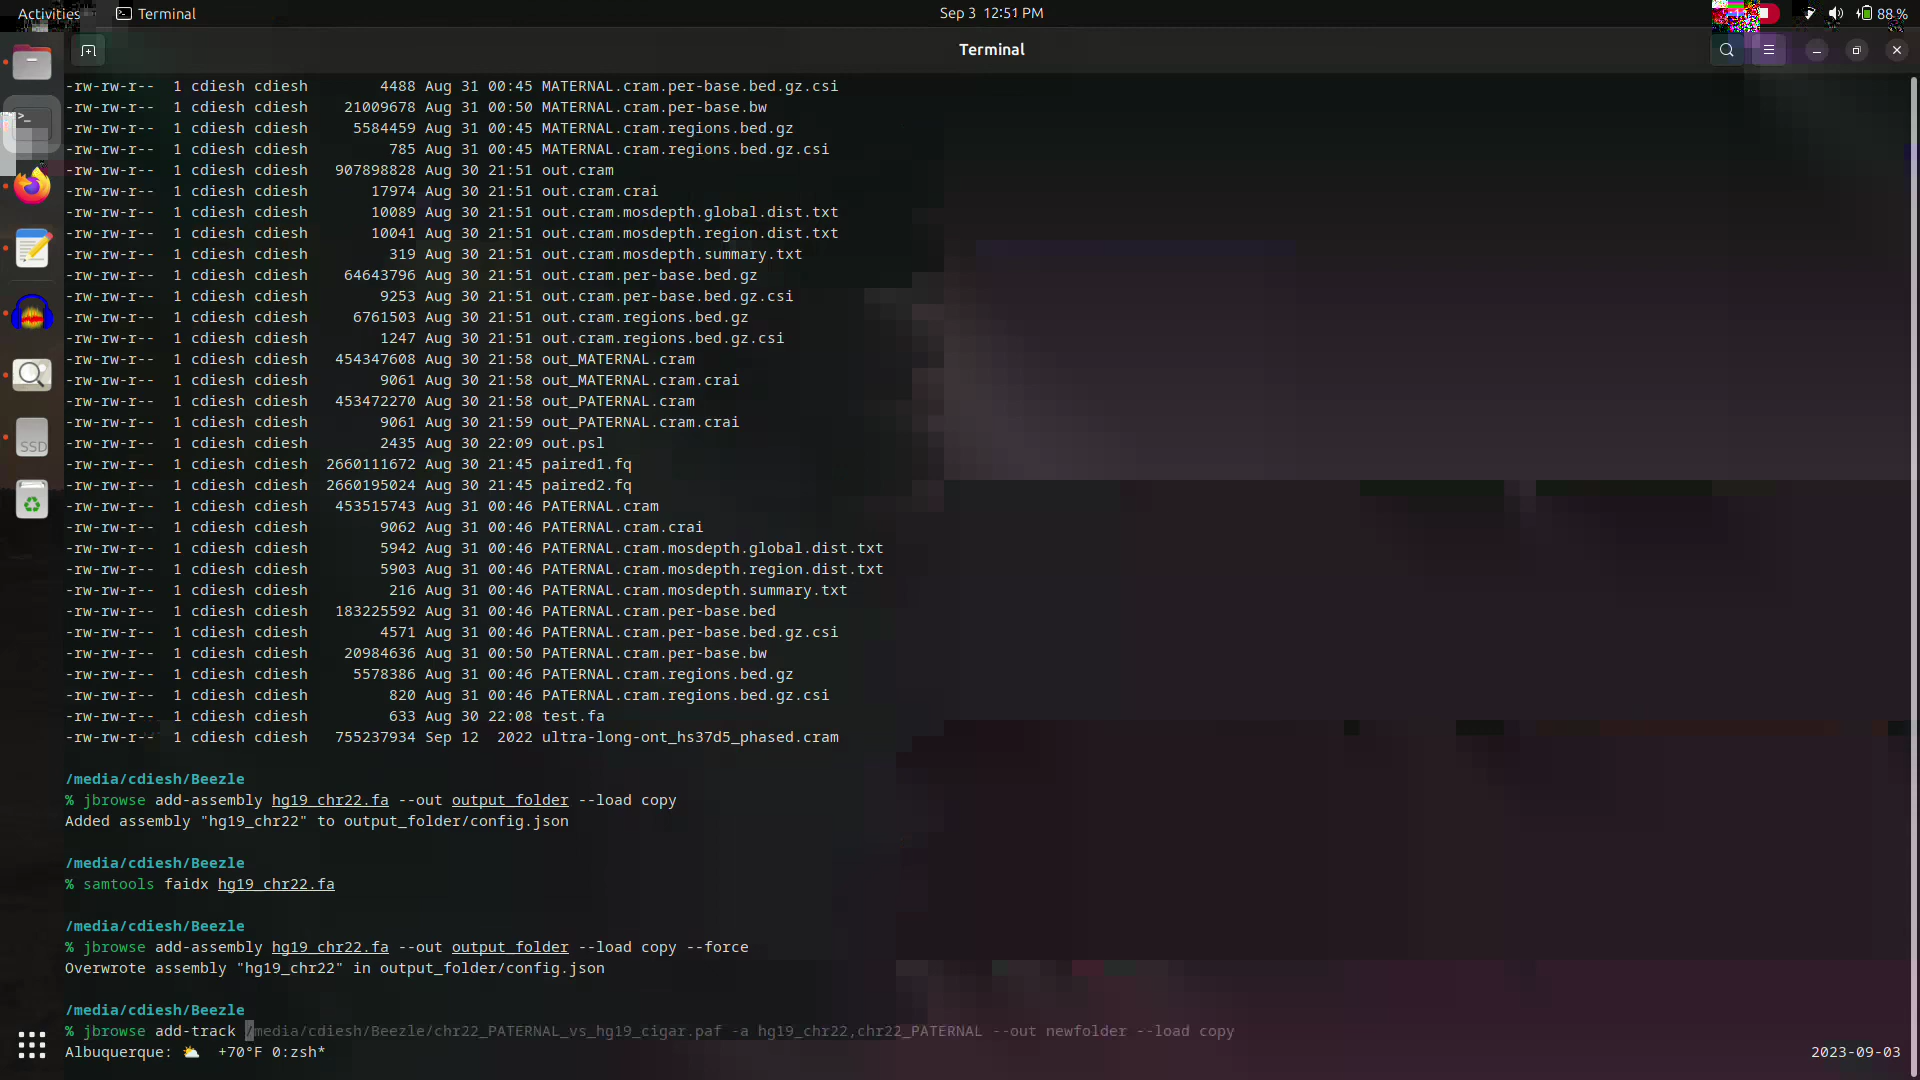 Activities Terminal Sep 3 12:51 PM 88 %
Terminal
-rw-rw-r-- 1 cdiesh cdiesh 4488 Aug 31 00:45 MATERNAL.cram.per-base.bed.gz.csi
-rw-rw-r-- 1 cdiesh cdiesh 21009678 Aug 31 00:50 MATERNAL.cram.per-base.bw
-rw-rw-r-- 1 cdiesh cdiesh 5584459 Aug 31 00:45 MATERNAL.cram.regions.bed.gz
-rw-rw-r-- 1 cdiesh cdiesh 785 Aug 31 00:45 MATERNAL.cram.regions.bed.gz.csi
-rw-rw-r-- 1 cdiesh cdiesh 907898828 Aug 30 21:51 out.cram
-rw-rw-r-- 1 cdiesh cdiesh 17974 Aug 30 21:51 out.cram.crai
-rw-rw-r-- 1 cdiesh cdiesh 10089 Aug 30 21:51 out.cram.mosdepth.global.dist.txt
-rw-rw-r-- 1 cdiesh cdiesh 10041 Aug 30 21:51 out.cram.mosdepth.region.dist.txt
-rw-rw-r-- 1 cdiesh cdiesh 319 Aug 30 21:51 out.cram.mosdepth.summary.txt
-rw-rw-r-- 1 cdiesh cdiesh 64643796 Aug 30 21:51 out.cram.per-base.bed.gz
-rw-rw-r-- 1 cdiesh cdiesh 9253 Aug 30 21:51 out.cram.per-base.bed.gz.csi
-rw-rw-r-- 1 cdiesh cdiesh 6761503 Aug 30 21:51 out.cram.regions.bed.gz
-rw-rw-r-- 1 cdiesh cdiesh 1247 Aug 30 21:51 out.cram.regions.bed.gz.csi
-rw-rw-r-- 1 cdiesh cdiesh 454347608 Aug 30 21:58 out_MATERNAL.cram
-rw-rw-r-- 1 cdiesh cdiesh 9061 Aug 30 21:58 out_MATERNAL.cram.crai
-rw-rw-r-- 1 cdiesh cdiesh 453472270 Aug 30 21:58 out_PATERNAL.cram
-rw-rw-r-- 1 cdiesh cdiesh 9061 Aug 30 21:59 out_PATERNAL.cram.crai
-rw-rw-r-- 1 cdiesh cdiesh 2435 Aug 30 22:09 out.psl
-rw-rw-r-- 1 cdiesh cdiesh 2660111672 Aug 30 21:45 paired1.fq
-rw-rw-r-- 1 cdiesh cdiesh 2660195024 Aug 30 21:45 paired2.fq
-rw-rw-r-- 1 cdiesh cdiesh 453515743 Aug 31 00:46 PATERNAL.cram
-rw-rw-r-- 1 cdiesh cdiesh 9062 Aug 31 00:46 PATERNAL.cram.crai
-rw-rw-r-- 1 cdiesh cdiesh 5942 Aug 31 00:46 PATERNAL.cram.mosdepth.global.dist.txt
-rw-rw-r-- 1 cdiesh cdiesh 5903 Aug 31 00:46 PATERNAL.cram.mosdepth.region.dist.txt
-rw-rw-r-- 1 cdiesh cdiesh 216 Aug 31 00:46 PATERNAL.cram.mosdepth.summary.txt
-rw-rw-r-- 1 cdiesh cdiesh 183225592 Aug 31 00:46 PATERNAL.cram.per-base.bed
-rw-rw-r-- 1 cdiesh cdiesh 4571 Aug 31 00:46 PATERNAL.cram.per-base.bed.gz.csi
-rw-rw-r-- 1 cdiesh cdiesh 20984636 Aug 31 00:50 PATERNAL.cram.per-base.bw
-rw-rw-r-- 1 cdiesh cdiesh 5578386 Aug 31 00:46 PATERNAL.cram.regions.bed.gz
-rw-rw-r-- 1 cdiesh cdiesh 820 Aug 31 00:46 PATERNAL.cram.regions.bed.gz.csi
-rw-rw-r-- 1 cdiesh cdiesh 633 Aug 30 22:08 test.fa
-rw-rw-r-- 1 cdiesh cdiesh 755237934 Sep 12 2022 ultra-long-ont_hs37d5_phased.cram
/media/cdiesh/Beezle
% jbrowse add-assembly hg19_chr22.fa --out output_folder --load copy
Added assembly "hg19_chr22" to output_folder/config.json
/media/cdiesh/Beezle
% samtools faidx hg19_chr22.fa
/media/cdiesh/Beezle
% jbrowse add-assembly hg19_chr22.fa --out output_folder --load copy --force
Overwrote assembly "hg19_chr22" in output_folder/config.json
/media/cdiesh/Beezle
% jbrowse add-track /media/cdiesh/Beezle/chr22_PATERNAL_vs_hg19_cigar.paf -a hg19_chr22,chr22_PATERNAL --out newfolder --load copy
Albuquerque: ⛅ +70°F 0:zsh* 2023-09-03
SSD